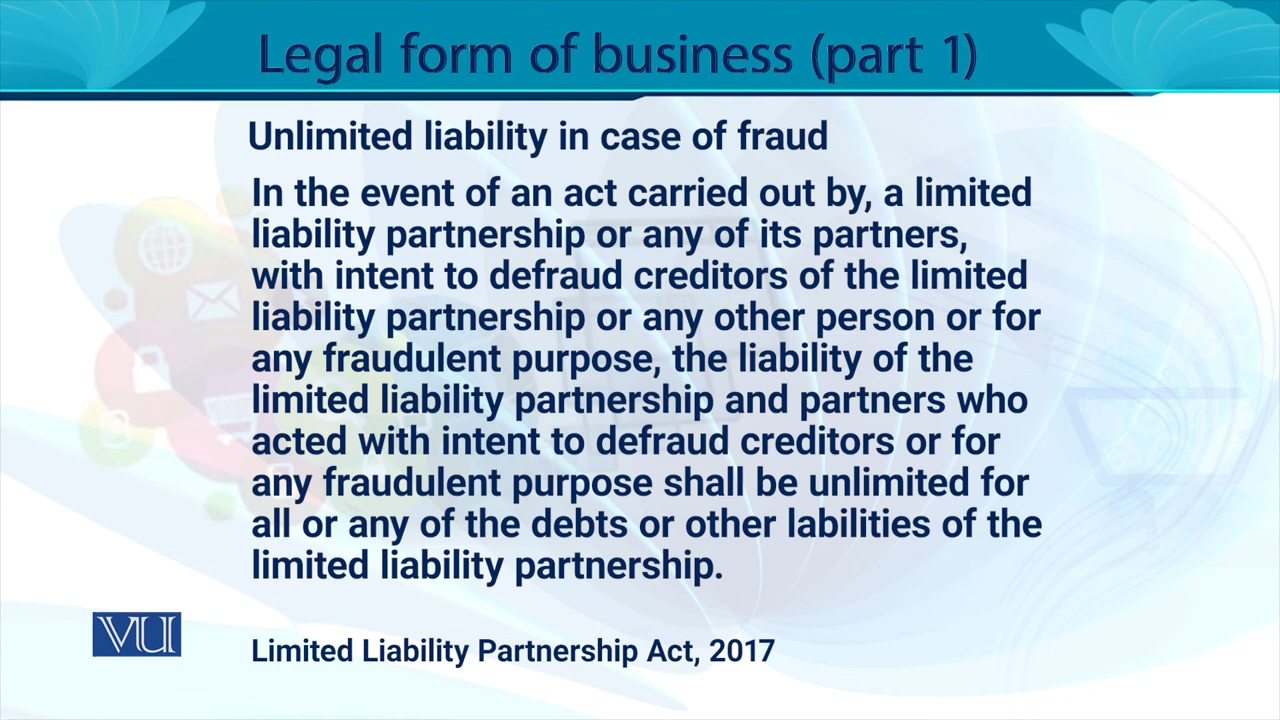 Legal form of business (part 1)
Unlimited liability in case of fraud
In the event of an act carried out by, a limited
liability partnership or any of its partners,
with intent to defraud creditors of the limited
liability partnership or any other person or for
any fraudulent purpose, the liability of the
limited liability partnership and partners who
acted with intent to defraud creditors or for
any fraudulent purpose shall be unlimited for
all or any of the debts or other labilities of the
limited liability partnership.
VU
Limited Liability Partnership Act, 2017